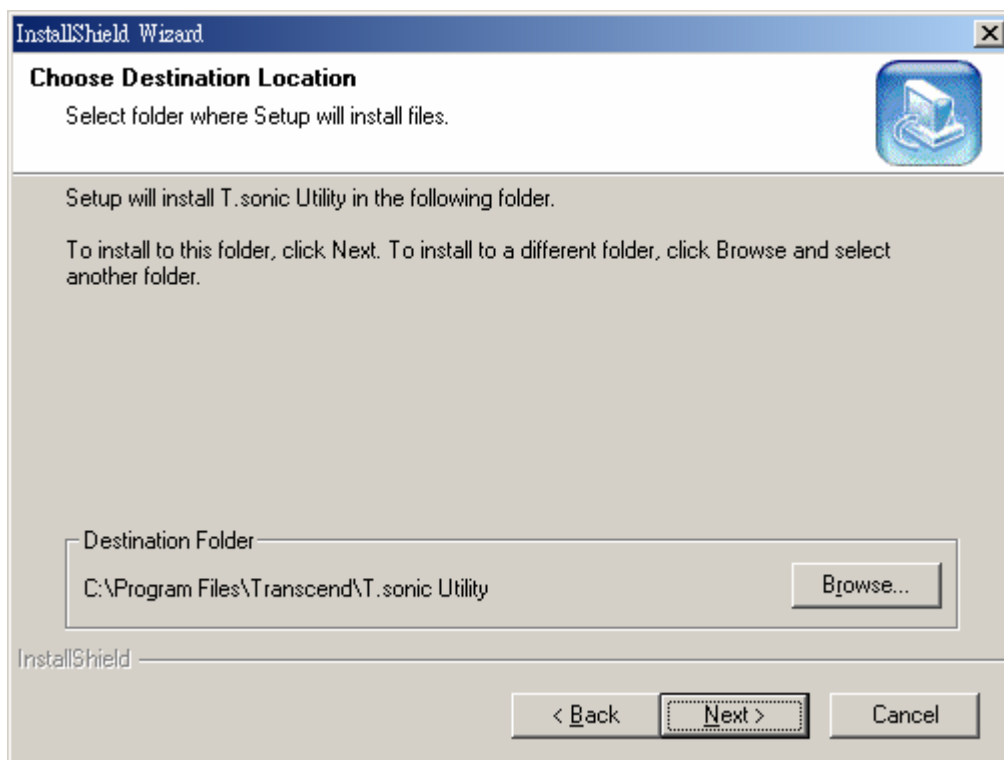 InstallShield Wizard
Choose Destination Location
Select folder where Setup will install files.
Setup will install T.sonic Utility in the following folder.
To install to this folder, click Next. To install to a different folder, click Browse and select
another folder.
Destination Folder
C:\Program Files\Transcend\T.sonic Utility
Browse...
InstallShield
< Back
Next >
Cancel